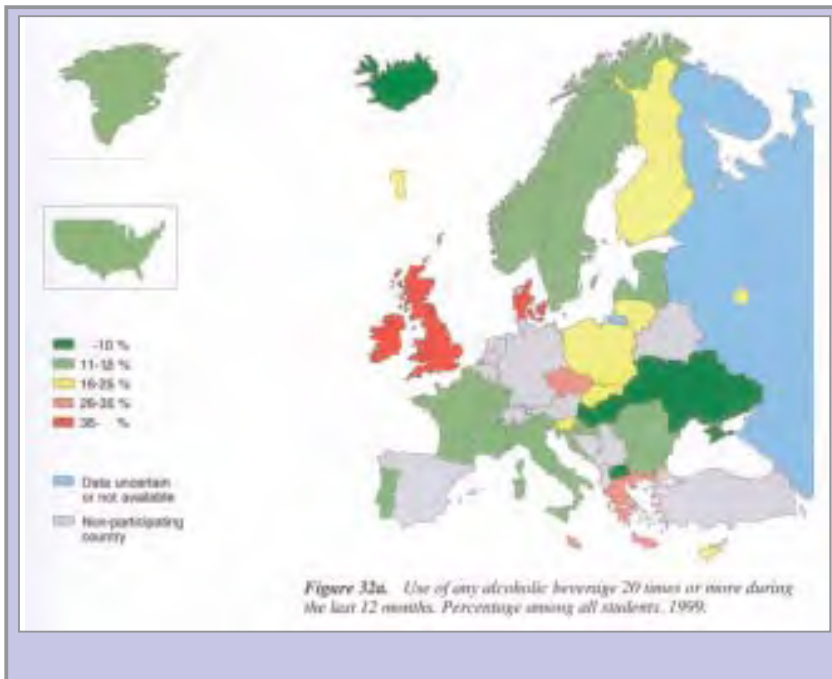 -10 %
11-15 %
16-25 %
26-35 %
36- %
Data uncertain
or not available
Non-participating
country
Figure 32a. Use of any alcoholic beverage 20 times or more during
the last 12 months. Percentage among all students. 1999.